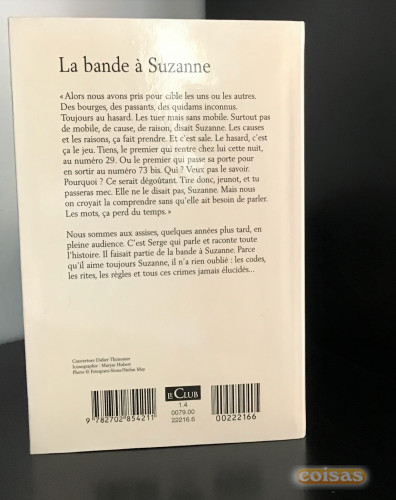 La bande à Suzanne
« Alors nous avons pris pour cible les uns ou les autres.
Des bourges, des passants, des quidams inconnus.
Toujours au hasard. Les tuer mais sans mobile. Surtout pas
de mobile, de cause, de raison, disait Suzanne. Les causes
et les raisons, ça fait prendre. Et c'est sale. Le hasard, c'est
ça le jeu. Tiens, le premier qui rentre chez lui cette nuit,
au numéro 29. Ou le premier qui passe sa porte pour
en sortir au numéro 73 bis. Qui ? Veux pas le savoir.
Pourquoi ? Ce serait dégoûtant. Tire donc, jeunot, et tu
passeras mec. Elle ne le disait pas, Suzanne. Mais nous
on croyait la comprendre sans qu'elle ait besoin de parler.
Les mots, ça perd du temps. »
Nous sommes aux assises, quelques années plus tard, en
pleine audience. C'est Serge qui parle et raconte toute
l'histoire. Il faisait partie de la bande à Suzanne. Parce
qu'il aime toujours Suzanne, il n'a rien oublié : les codes,
les rites, les règles et tous ces crimes jamais élucidés...
Couverture Didier Thimonier
Iconographie : Maryse Hubert
Photo ©
LE CLUB
1.4
0079.00
22216.6
9 782702 854211
00222166
coisas